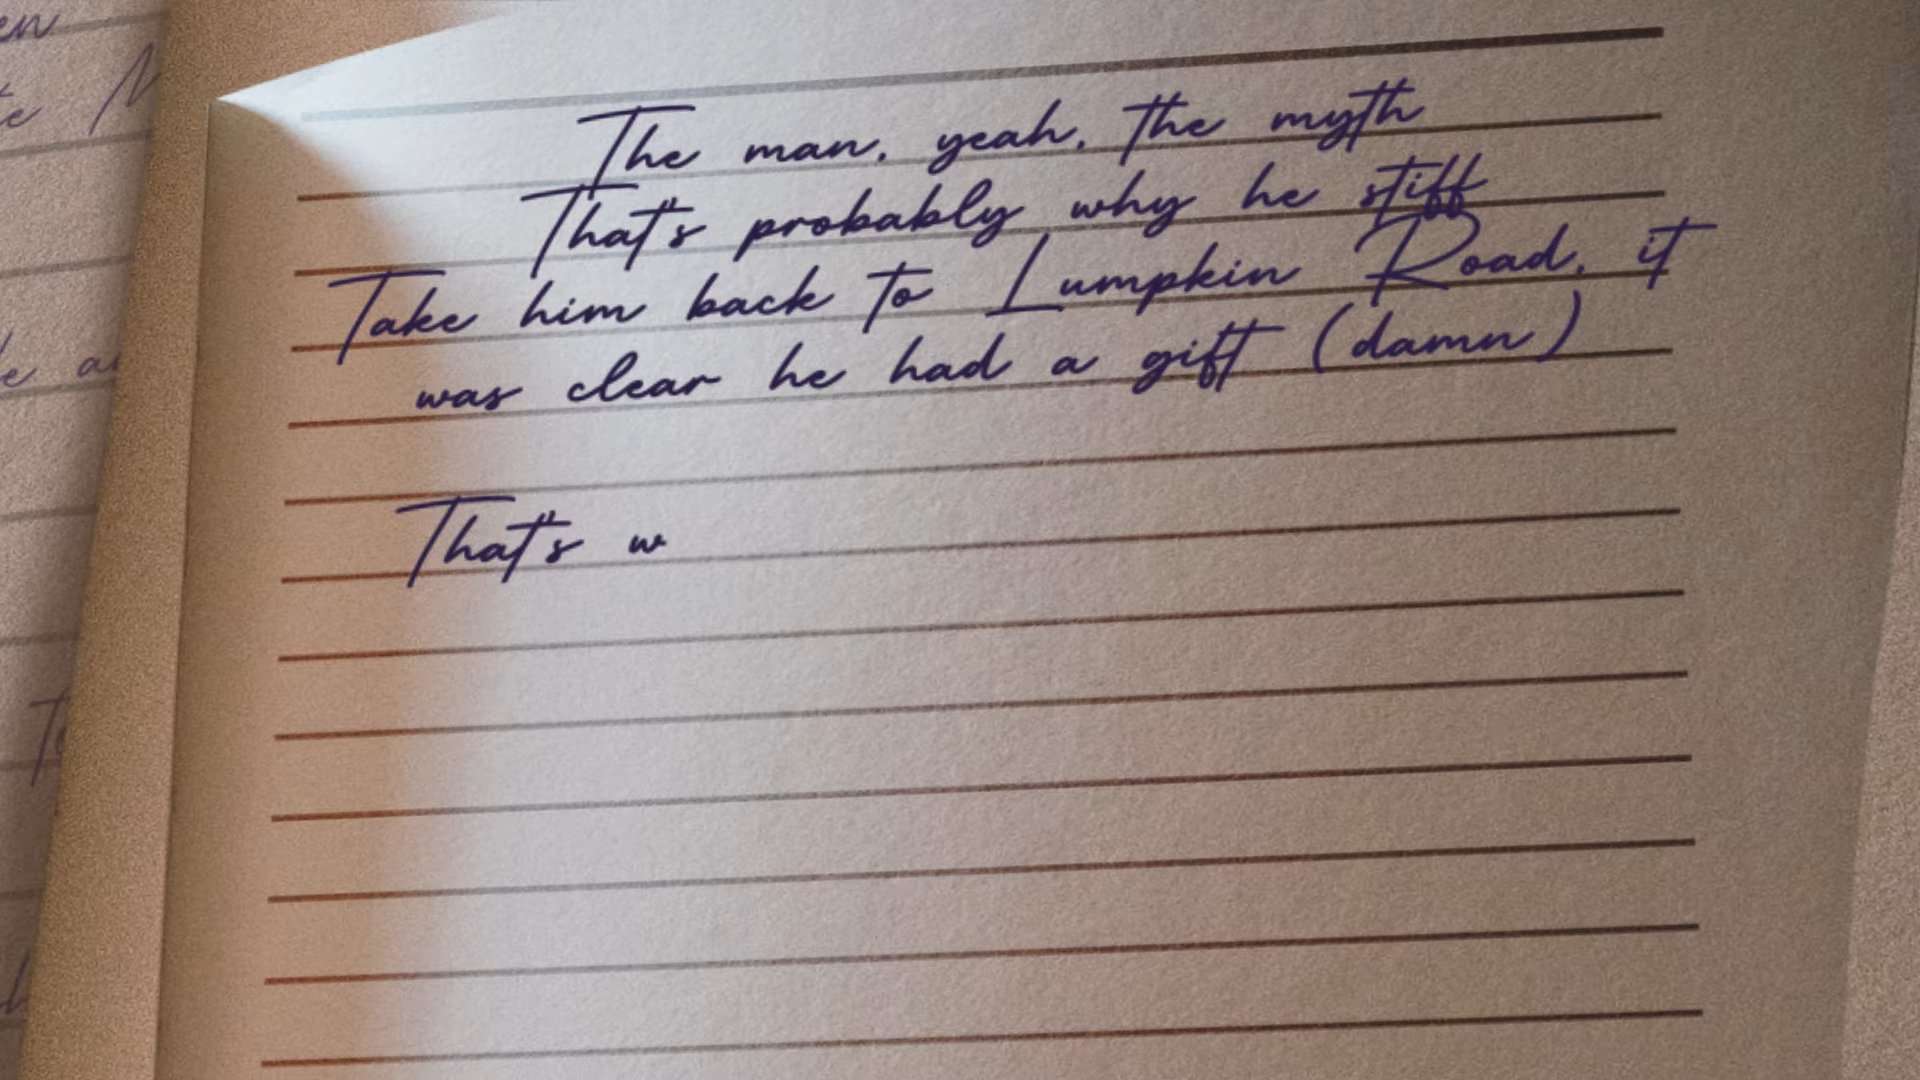 The man, yeah, the myth
That's probably why he stiff
Take him back to Lumpkin Road, it
was clear he had a gift (damn)
That's w